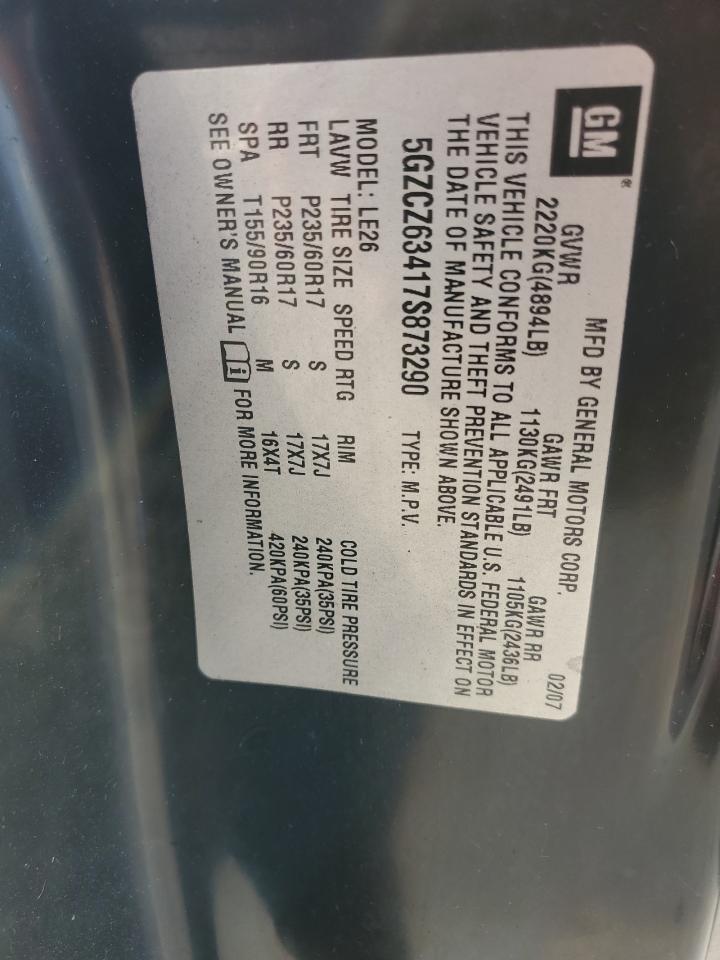 GM®
MFD BY GENERAL MOTORS CORP. 02/07
GVWR GAWR FRT GAWR RR
2220KG(4894LB) 1130KG(2491LB) 1105KG(2436LB)
THIS VEHICLE CONFORMS TO ALL APPLICABLE U.S. FEDERAL MOTOR
VEHICLE SAFETY AND THEFT PREVENTION STANDARDS IN EFFECT ON
THE DATE OF MANUFACTURE SHOWN ABOVE.
5GZCZ63417S873290 TYPE: M.P.V.
MODEL: LE26
LAVW TIRE SIZE SPEED RTG RIM COLD TIRE PRESSURE
FRT P235/60R17 S 17X7J 240KPA(35PSI)
RR P235/60R17 S 17X7J 240KPA(35PSI)
SPA T155/90R16 M 16X4T 420KPA(60PSI)
SEE OWNER'S MANUAL i FOR MORE INFORMATION.